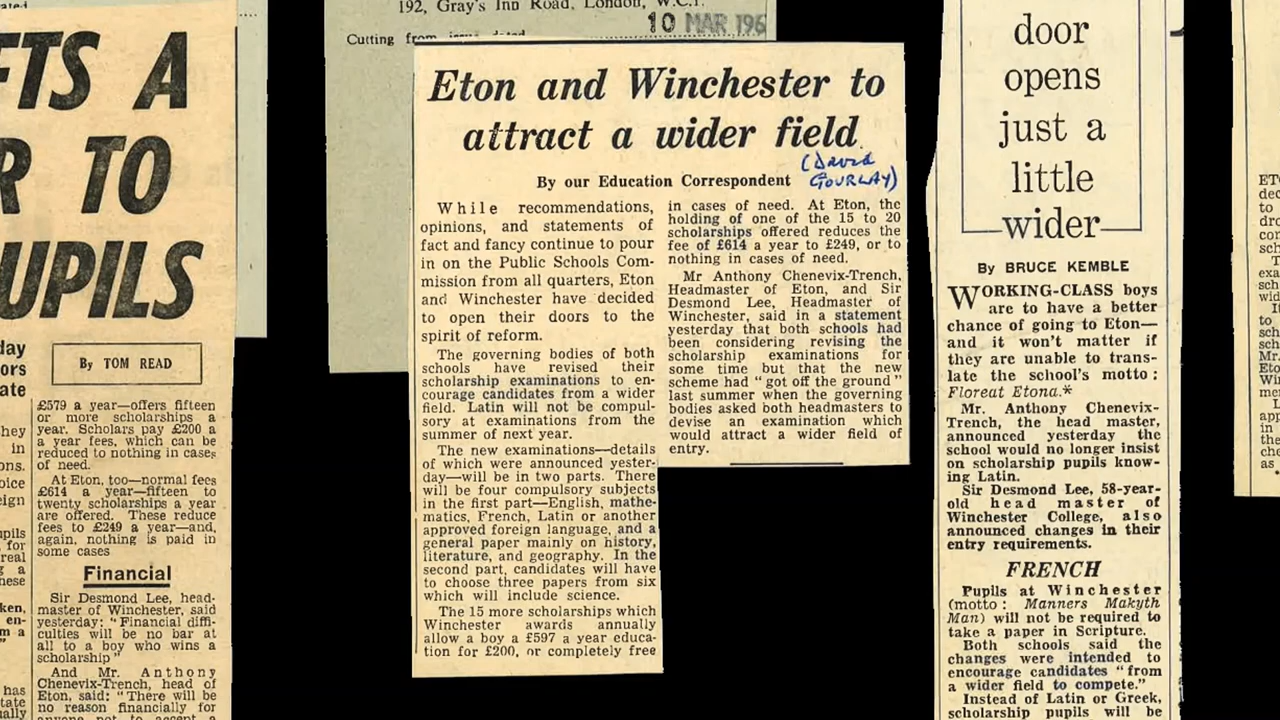 FTS A
R TO
UPILS
By TOM READ
£579 a year—offers fifteen
or more scholarships a
year. Scholars pay £200 a
a year fees, which can be
reduced to nothing in cases
of need.
At Eton, too—normal fees
£614 a year—fifteen to
twenty scholarships a year
are offered. These reduce
fees to £249 a year—and,
again, nothing is paid in
some cases
Financial
Sir Desmond Lee, head-
master of Winchester, said
yesterday: "Financial diffi-
culties will be no bar at
all to a boy who wins a
scholarship"
And Mr. Anthony
Chenevix-Trench, head of
Eton, said: "There will be
no reason financially for
192, Gray's Inn Road, London, W.C.1.
10 MAR 196
Cutting from issue dated
Eton and Winchester to
attract a wider field
(David
Gourlay)
By our Education Correspondent
While recommendations,
opinions, and statements of
fact and fancy continue to pour
in on the Public Schools Com-
mission from all quarters, Eton
and Winchester have decided
to open their doors to the
spirit of reform.
The governing bodies of both
schools have revised their
scholarship examinations to en-
courage candidates from a wider
field. Latin will not be compul-
sory at examinations from the
summer of next year.
The new examinations—details
of which were announced yester-
day—will be in two parts. There
will be four compulsory subjects
in the first part—English, mathe-
matics, French, Latin or another
approved foreign language, and a
general paper mainly on history,
literature, and geography. In the
second part, candidates will have
to choose three papers from six
which will include science.
The 15 more scholarships which
Winchester awards annually
allow a boy a £597 a year educa-
tion for £200, or completely free
in cases of need. At Eton, the
holding of one of the 15 to 20
scholarships offered reduces the
fee of £614 a year to £249, or to
nothing in cases of need.
Mr Anthony Chenevix-Trench,
Headmaster of Eton, and Sir
Desmond Lee, Headmaster of
Winchester, said in a statement
yesterday that both schools had
been considering revising the
scholarship examinations for
some time but that the new
scheme had "got off the ground"
last summer when the governing
bodies asked both headmasters to
devise an examination which
would attract a wider field of
entry.
door
opens
just a
little
wider
By BRUCE KEMBLE
WORKING-CLASS boys
are to have a better
chance of going to Eton—
and it won't matter if
they are unable to trans-
late the school's motto:
Floreat Etona.*
Mr. Anthony Chenevix-
Trench, the head master,
announced yesterday the
school would no longer insist
on scholarship pupils know-
ing Latin.
Sir Desmond Lee, 58-year-
old head master of
Winchester College, also
announced changes in their
entry requirements.
FRENCH
Pupils at Winchester
(motto: Manners Makyth
Man) will not be required to
take a paper in Scripture.
Both schools said the
changes were intended to
encourage candidates "from
a wider field to compete."
Instead of Latin or Greek,
scholarship pupils will be